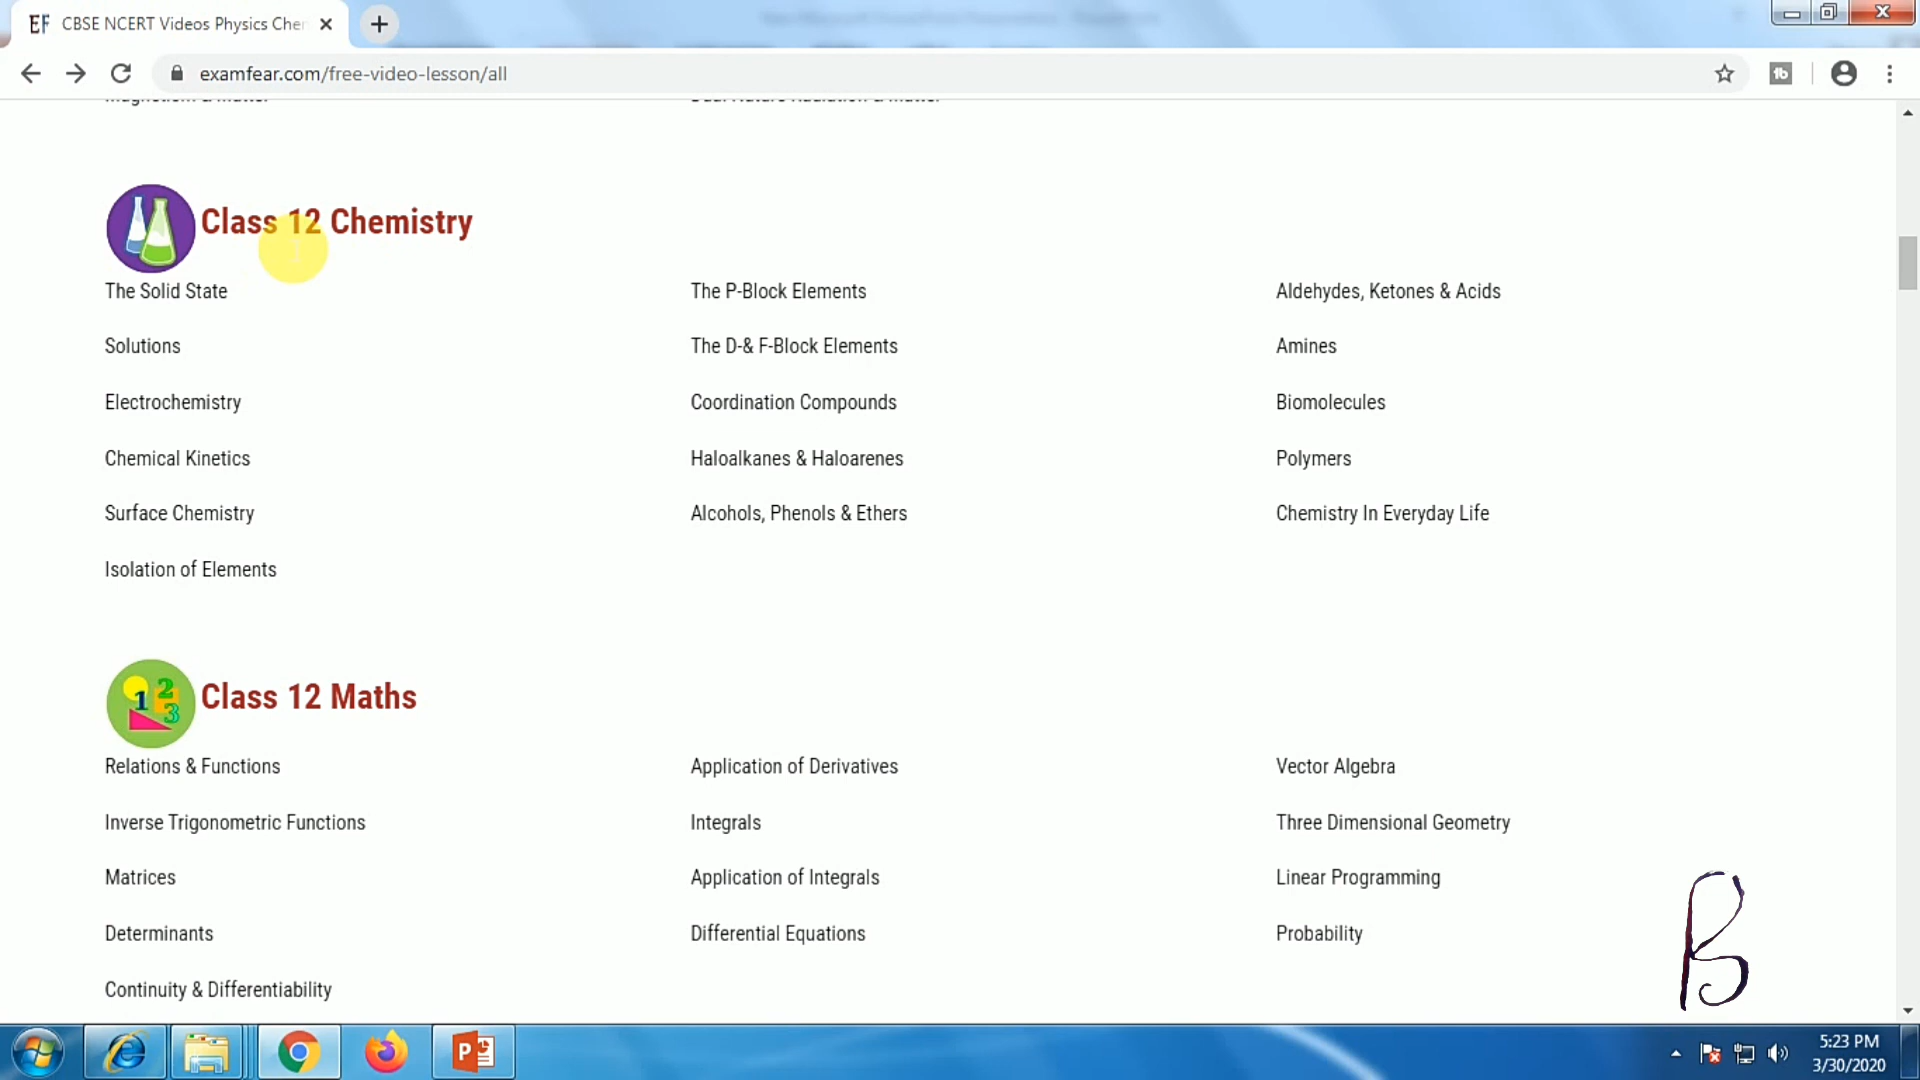 EF CBSE NCERT Videos Physics Che
examfear.com/free-video-lesson/all
Class 12 Chemistry
The Solid State The P-Block Elements Aldehydes, Ketones & Acids
Solutions The D-& F-Block Elements Amines
Electrochemistry Coordination Compounds Biomolecules
Chemical Kinetics Haloalkanes & Haloarenes Polymers
Surface Chemistry Alcohols, Phenols & Ethers Chemistry In Everyday Life
Isolation of Elements
1 2 3
Class 12 Maths
Relations & Functions Application of Derivatives Vector Algebra
Inverse Trigonometric Functions Integrals Three Dimensional Geometry
Matrices Application of Integrals Linear Programming
Determinants Differential Equations Probability
Continuity & Differentiability
B
5:23 PM
3/30/2020